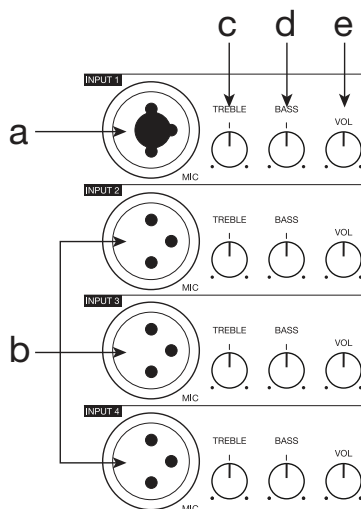 c d e
INPUT 1
a
TREBLE BASS VOL
MIC
INPUT 2
TREBLE BASS VOL
MIC
INPUT 3
b
TREBLE BASS VOL
MIC
INPUT 4
TREBLE BASS VOL
MIC